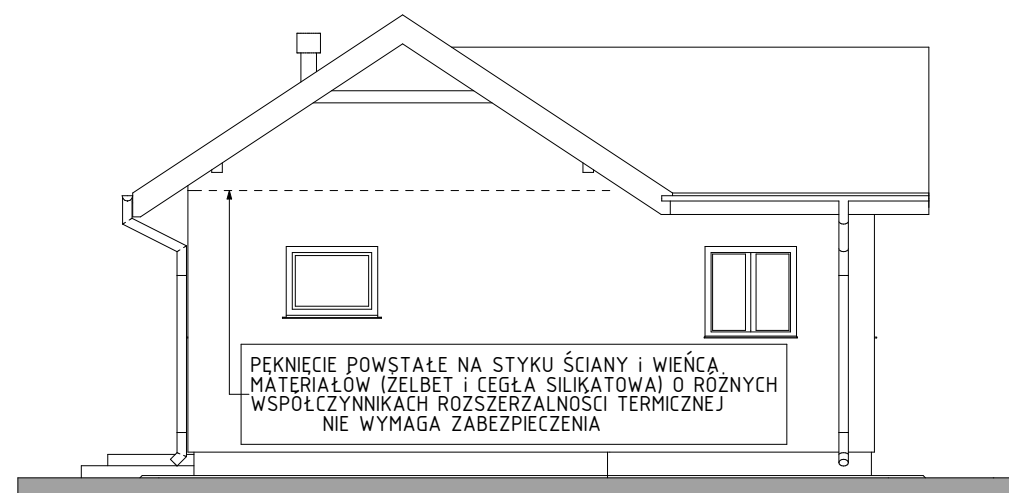 PĘKNIĘCIE POWSTAŁE NA STYKU ŚCIANY i WIEŃCA,
MATERIAŁÓW (ŻELBET i CEGŁA SILIKATOWA) O RÓŻNYCH
WSPÓŁCZYNNIKACH ROZSZERZALNOŚCI TERMICZNEJ
NIE WYMAGA ZABEZPIECZENIA